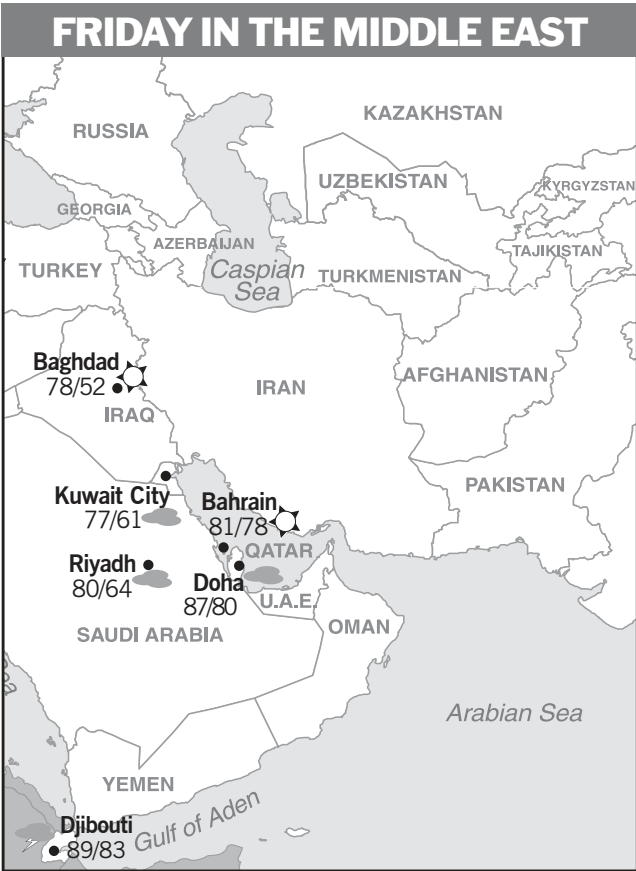 FRIDAY IN THE MIDDLE EAST
KAZAKHSTAN
RUSSIA
UZBEKISTAN
KYRGYZSTAN
GEORGIA
AZERBAIJAN
TAJIKISTAN
TURKEY
Caspian
Sea
TURKMENISTAN
Baghdad
78/52
IRAQ
IRAN
AFGHANISTAN
PAKISTAN
Kuwait City
77/61
Bahrain
81/78
QATAR
Riyadh
80/64
Doha
87/80
U.A.E.
SAUDI ARABIA
OMAN
Arabian Sea
YEMEN
Djibouti
89/83
Gulf of Aden